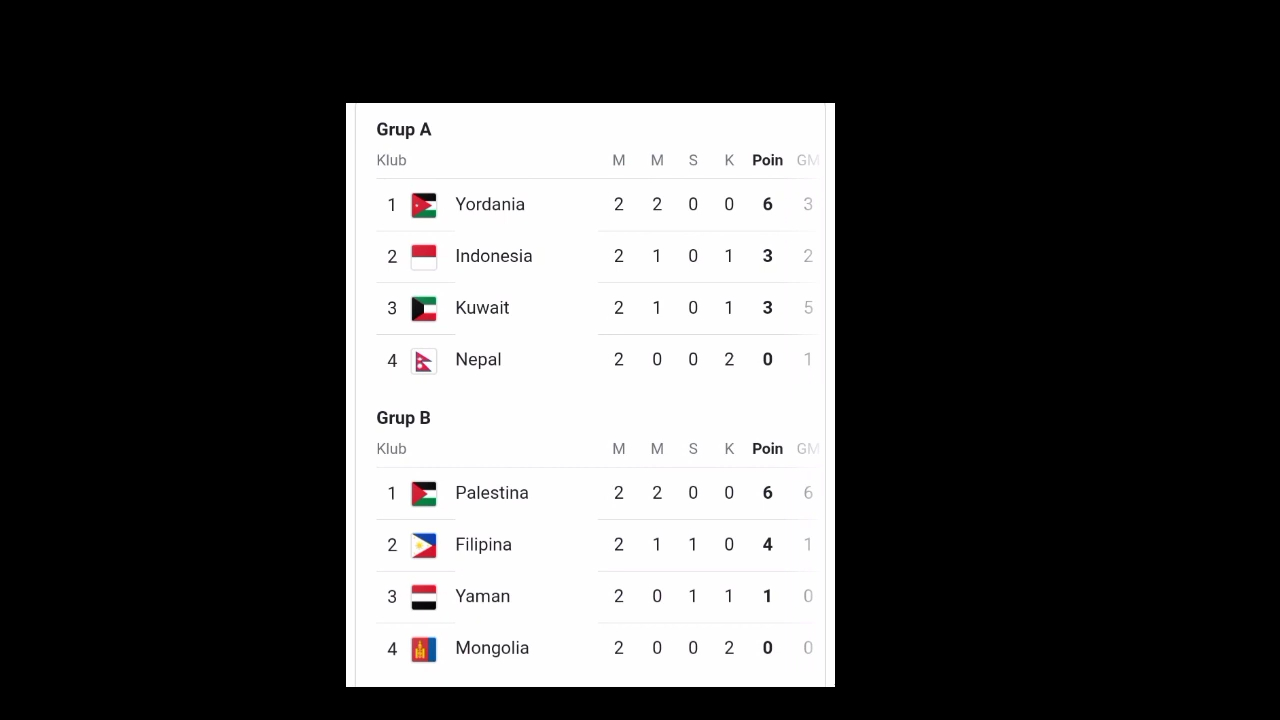 Grup A
Klub M M S K Poin GM
1 Yordania 2 2 0 0 6 3
2 Indonesia 2 1 0 1 3 2
3 Kuwait 2 1 0 1 3 5
4 Nepal 2 0 0 2 0 1
Grup B
Klub M M S K Poin GM
1 Palestina 2 2 0 0 6 6
2 Filipina 2 1 1 0 4 1
3 Yaman 2 0 1 1 1 0
4 Mongolia 2 0 0 2 0 0